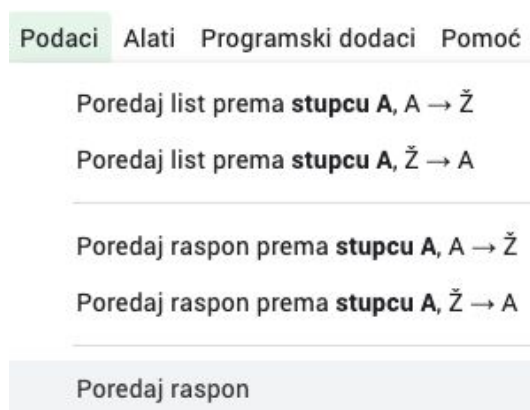 Podaci Alati Programski dodaci Pomoć
Poredaj list prema stupcu A, A → Ž
Poredaj list prema stupcu A, Ž → A
Poredaj raspon prema stupcu A, A → Ž
Poredaj raspon prema stupcu A, Ž → A
Poredaj raspon